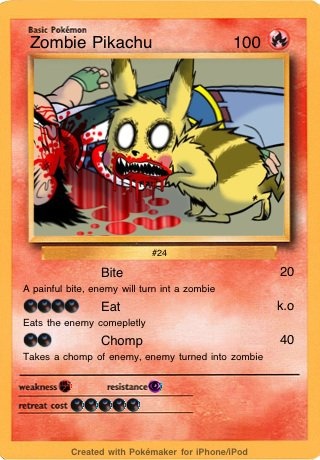 Basic Pokémon
Zombie Pikachu 100
#24
Bite 20
A painful bite, enemy will turn int a zombie
Eat k.o
Eats the enemy comepletly
Chomp 40
Takes a chomp of enemy, enemy turned into zombie
weakness resistance
retreat cost
Created with Pokémaker for iPhone/iPod